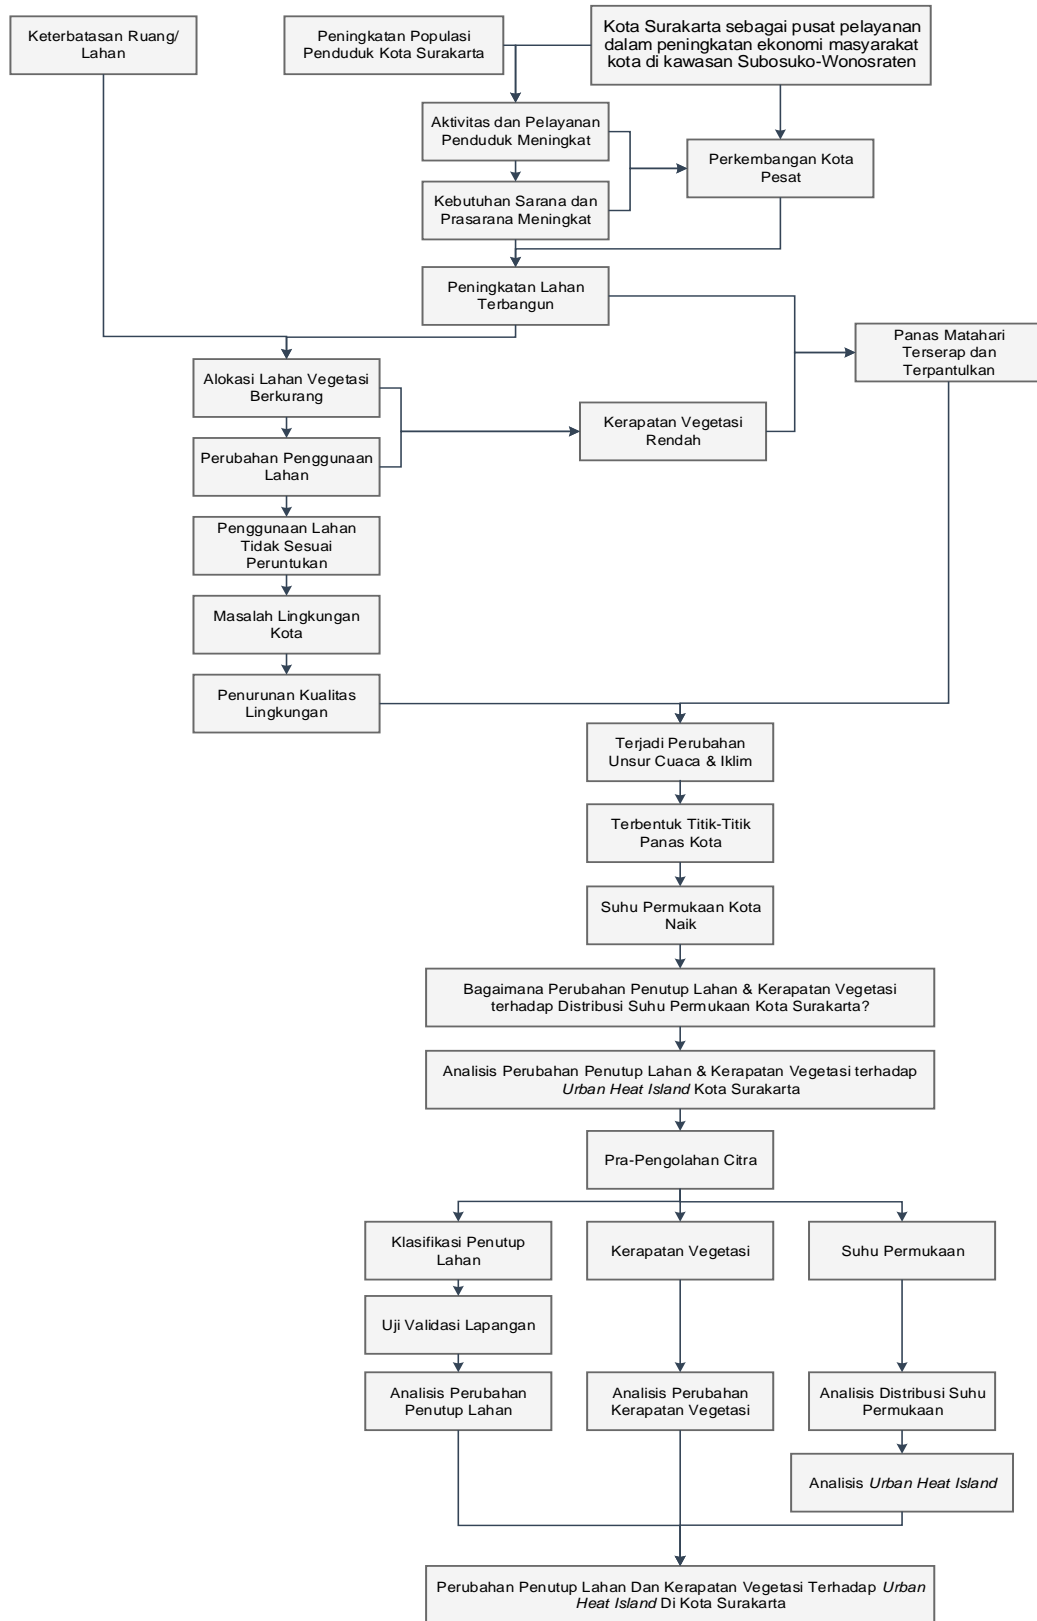 Keterbatasan Ruang/
Lahan
Peningkatan Populasi
Penduduk Kota Surakarta
Kota Surakarta sebagai pusat pelayanan
dalam peningkatan ekonomi masyarakat
kota di kawasan Subosuko-Wonosraten
Aktivitas dan Pelayanan
Penduduk Meningkat
Perkembangan Kota
Pesat
Kebutuhan Sarana dan
Prasarana Meningkat
Peningkatan Lahan
Terbangun
Panas Matahari
Terserap dan
Terpantulkan
Alokasi Lahan Vegetasi
Berkurang
Kerapatan Vegetasi
Rendah
Perubahan Penggunaan
Lahan
Penggunaan Lahan
Tidak Sesuai
Peruntukan
Masalah Lingkungan
Kota
Penurunan Kualitas
Lingkungan
Terjadi Perubahan
Unsur Cuaca & Iklim
Terbentuk Titik-Titik
Panas Kota
Suhu Permukaan Kota
Naik
Bagaimana Perubahan Penutup Lahan & Kerapatan Vegetasi
terhadap Distribusi Suhu Permukaan Kota Surakarta?
Analisis Perubahan Penutup Lahan & Kerapatan Vegetasi terhadap
Urban Heat Island Kota Surakarta
Pra-Pengolahan Citra
Klasifikasi Penutup
Lahan
Kerapatan Vegetasi
Suhu Permukaan
Uji Validasi Lapangan
Analisis Perubahan
Penutup Lahan
Analisis Perubahan
Kerapatan Vegetasi
Analisis Distribusi Suhu
Permukaan
Analisis Urban Heat Island
Perubahan Penutup Lahan Dan Kerapatan Vegetasi Terhadap Urban
Heat Island Di Kota Surakarta